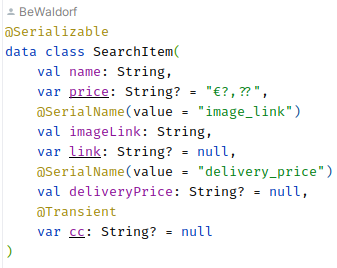 BeWaldorf
@Serializable
data class SearchItem(
    val name: String,
    var price: String? = "€?,??",
    @SerialName(value = "image_link")
    val imageLink: String,
    var link: String? = null,
    @SerialName(value = "delivery_price")
    val deliveryPrice: String? = null,
    @Transient
    var cc: String? = null
)